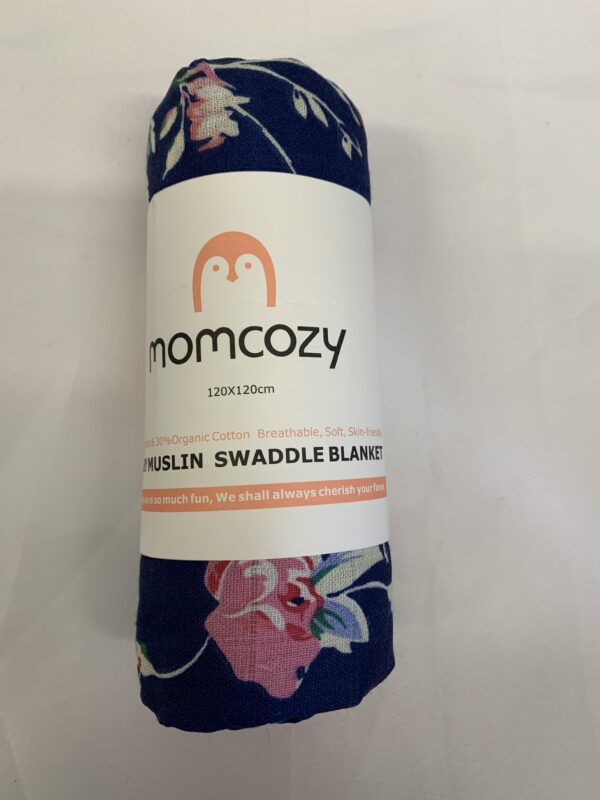 momcozy
120X120cm
& 30% Organic Cotton Breathable, Soft, Skin-friendly
MUSLIN SWADDLE BLANKET
is so much fun, We shall always cherish your